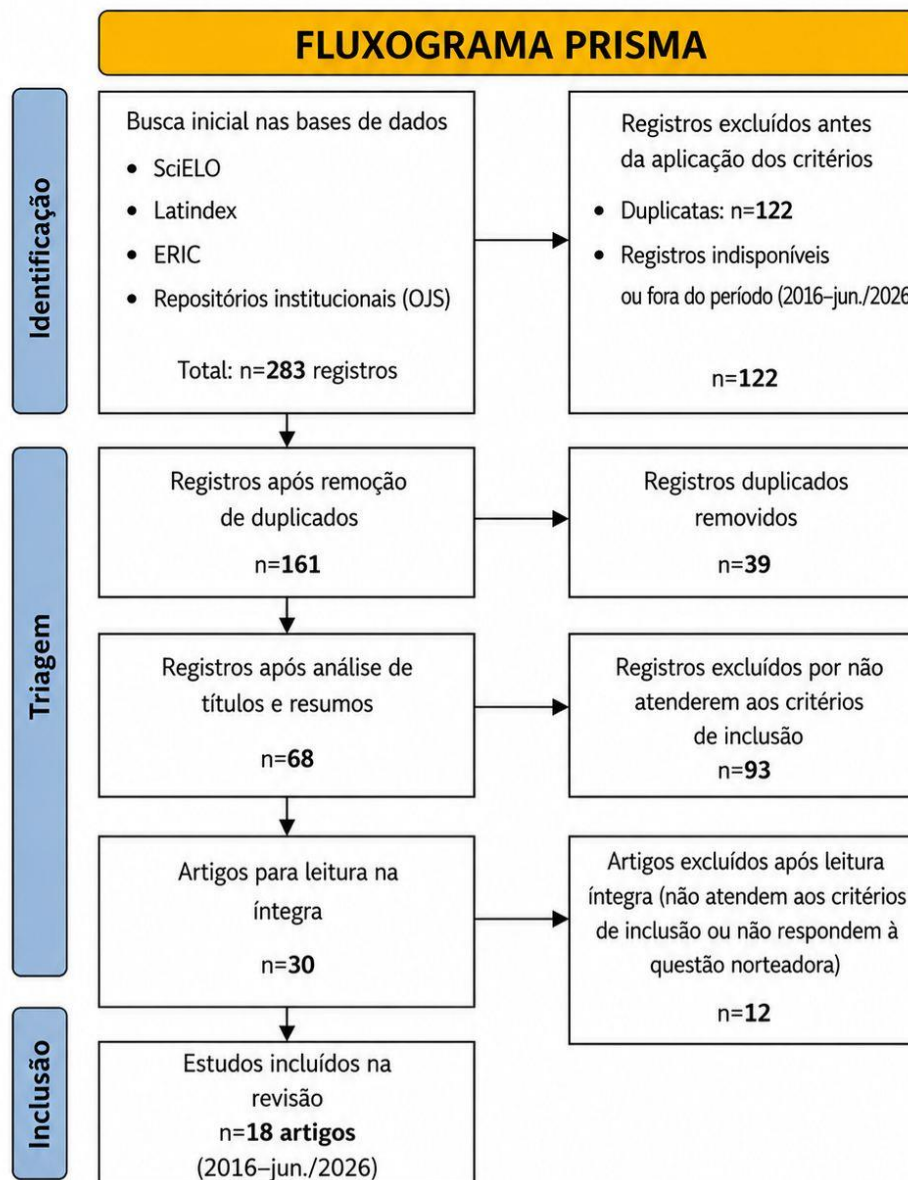 FLUXOGRAMA PRISMA
Identificação
Busca inicial nas bases de dados
• SciELO
• Latindex
• ERIC
• Repositórios institucionais (OJS)
Total: n=283 registros
Registros excluídos antes
da aplicação dos critérios
• Duplicatas: n=122
• Registros indisponíveis
ou fora do período (2016–jun./2026
n=122
Triagem
Registros após remoção
de duplicados
n=161
Registros duplicados
removidos
n=39
Registros após análise de
títulos e resumos
n=68
Registros excluídos por não
atenderem aos critérios
de inclusão
n=93
Artigos para leitura na
íntegra
n=30
Artigos excluídos após leitura
íntegra (não atendem aos critérios
de inclusão ou não respondem à
questão norteadora)
n=12
Inclusão
Estudos incluídos na
revisão
n=18 artigos
(2016–jun./2026)